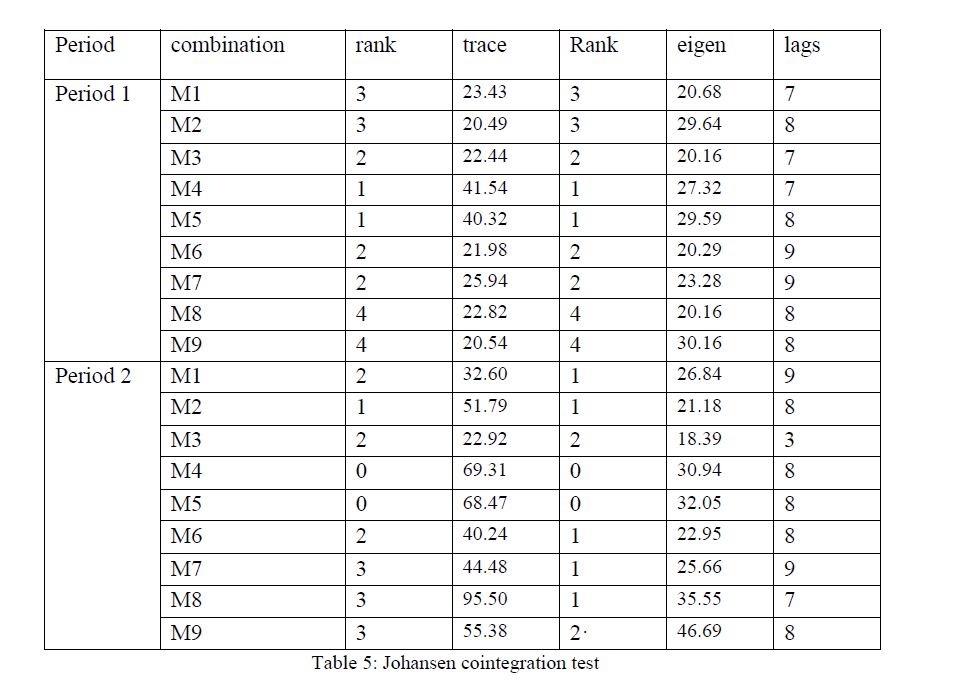 Period combination rank trace Rank eigen lags
Period 1 M1 3 23.43 3 20.68 7
M2 3 20.49 3 29.64 8
M3 2 22.44 2 20.16 7
M4 1 41.54 1 27.32 7
M5 1 40.32 1 29.59 8
M6 2 21.98 2 20.29 9
M7 2 25.94 2 23.28 9
M8 4 22.82 4 20.16 8
M9 4 20.54 4 30.16 8
Period 2 M1 2 32.60 1 26.84 9
M2 1 51.79 1 21.18 8
M3 2 22.92 2 18.39 3
M4 0 69.31 0 30.94 8
M5 0 68.47 0 32.05 8
M6 2 40.24 1 22.95 8
M7 3 44.48 1 25.66 9
M8 3 95.50 1 35.55 7
M9 3 55.38 2· 46.69 8
Table 5: Johansen cointegration test